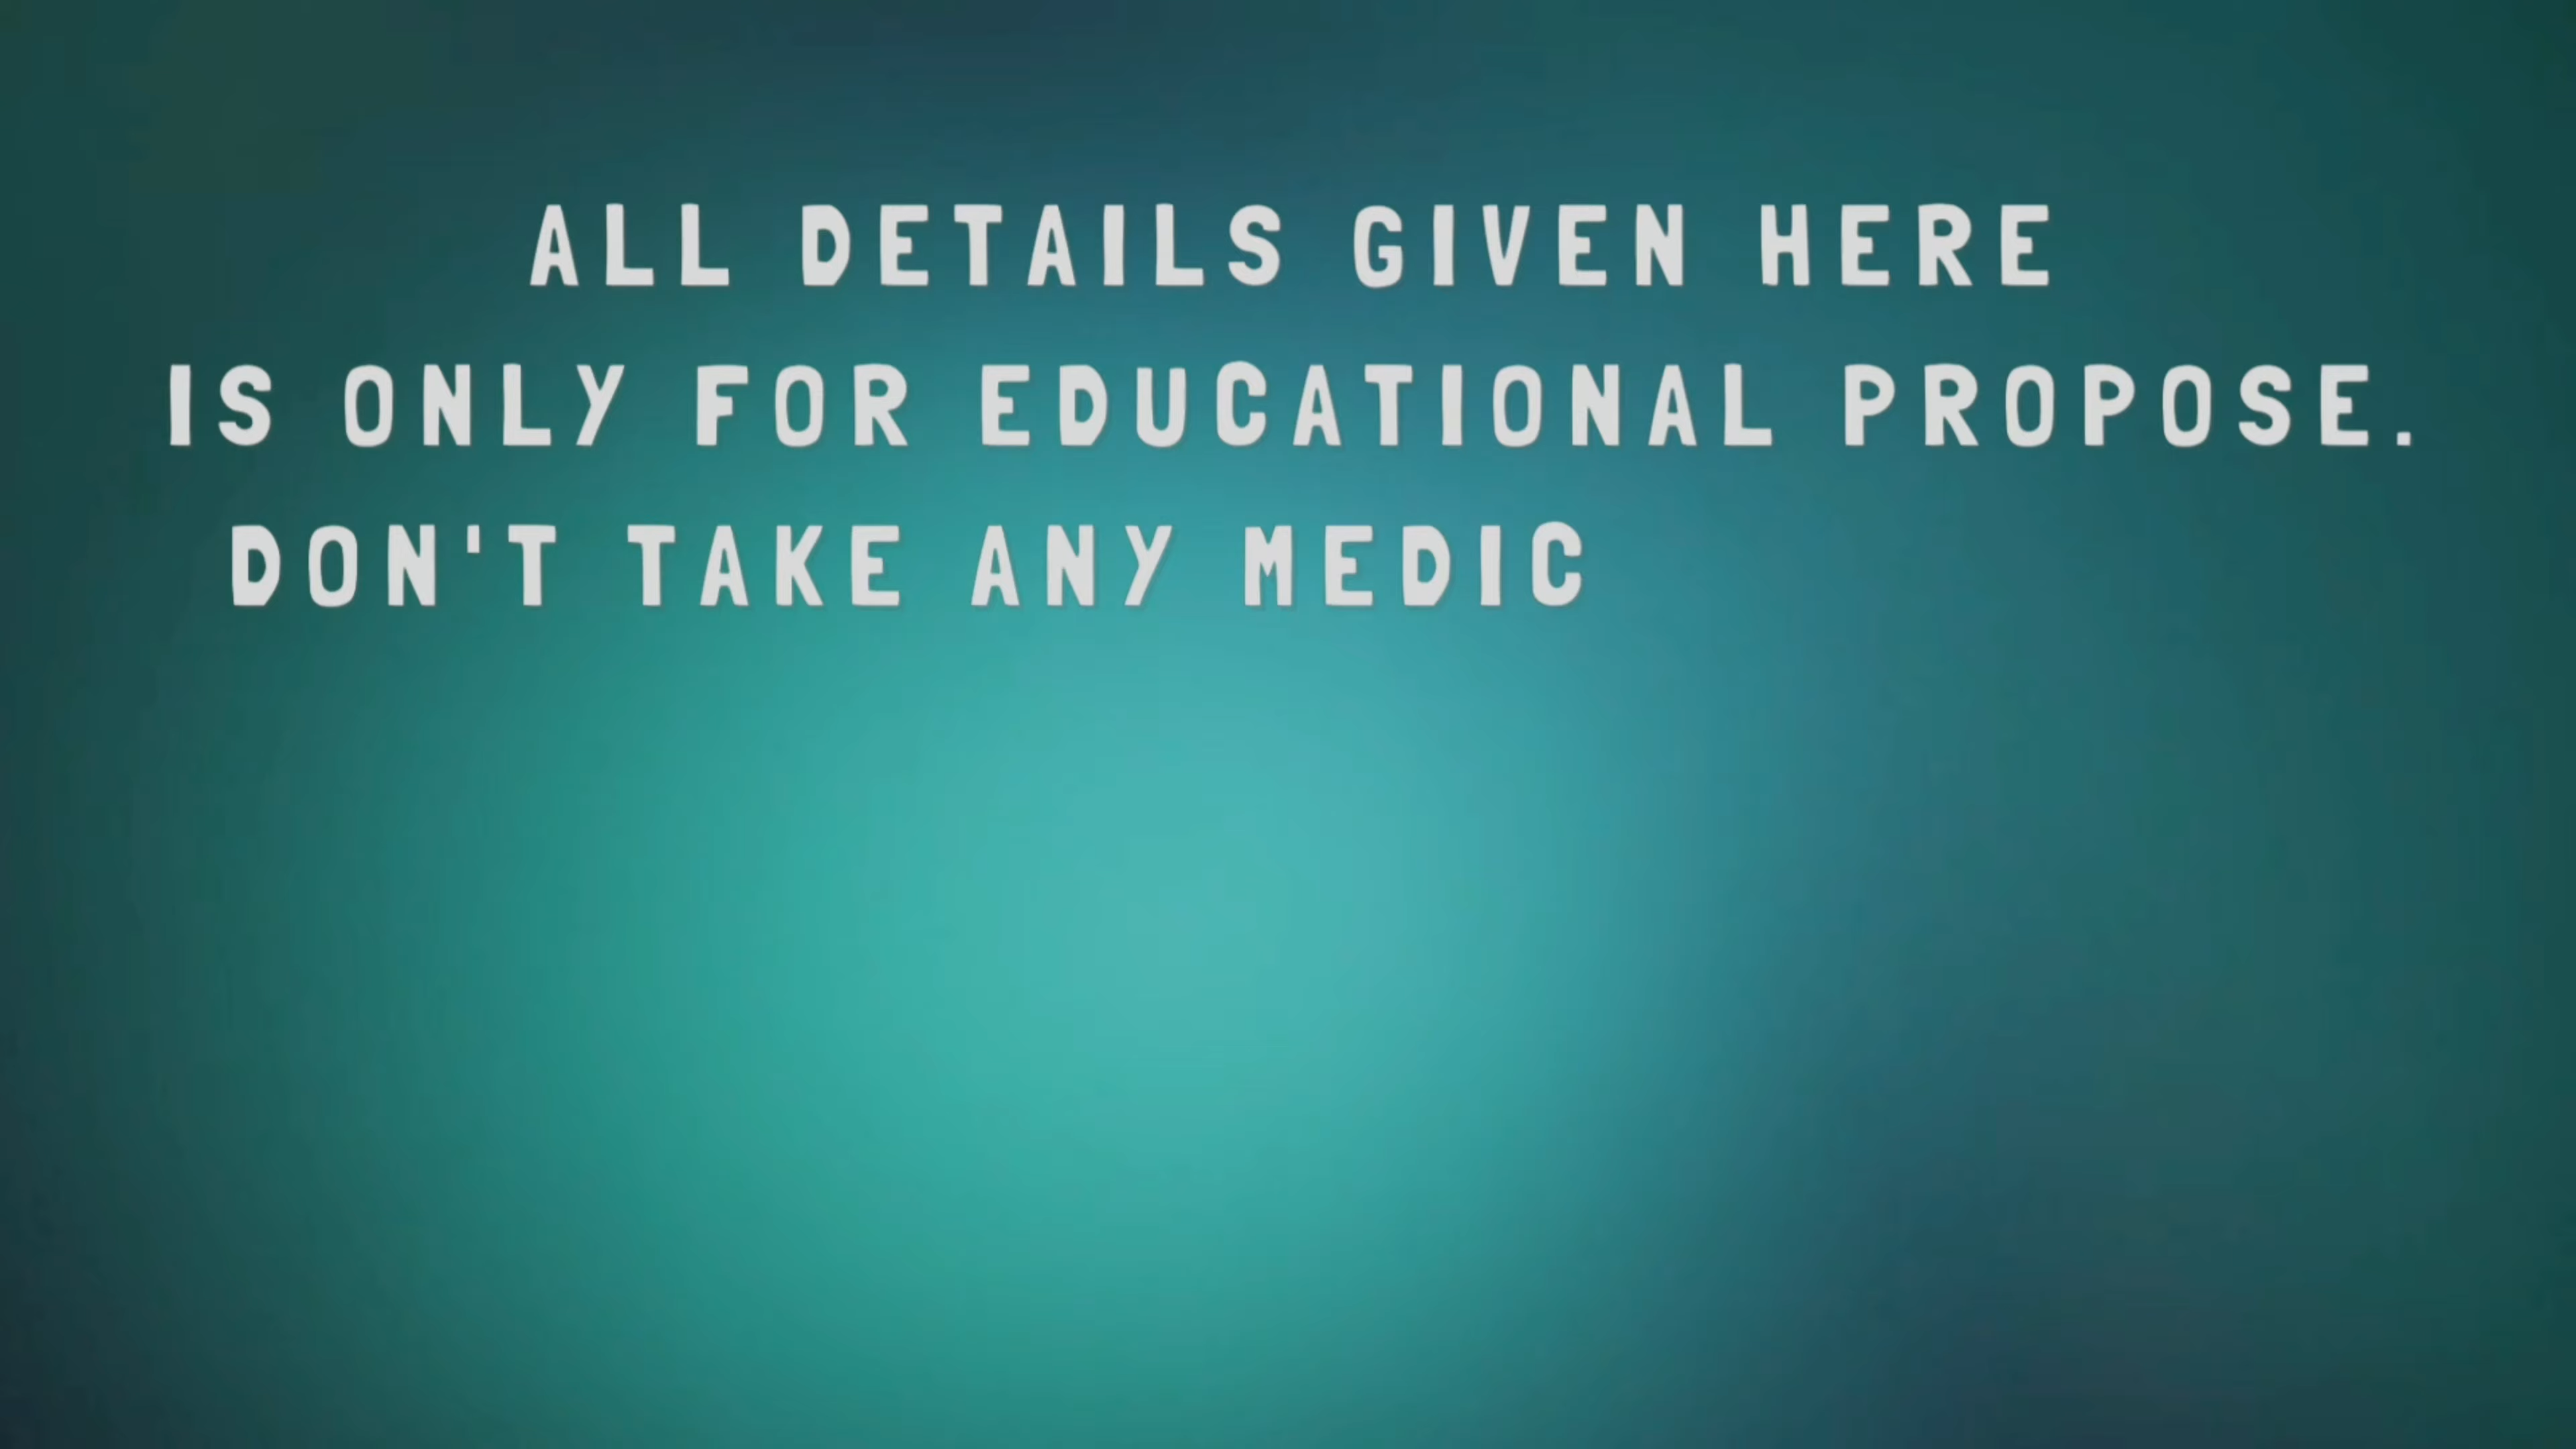 ALL DETAILS GIVEN HERE
IS ONLY FOR EDUCATIONAL PROPOSE.
DON'T TAKE ANY MEDIC